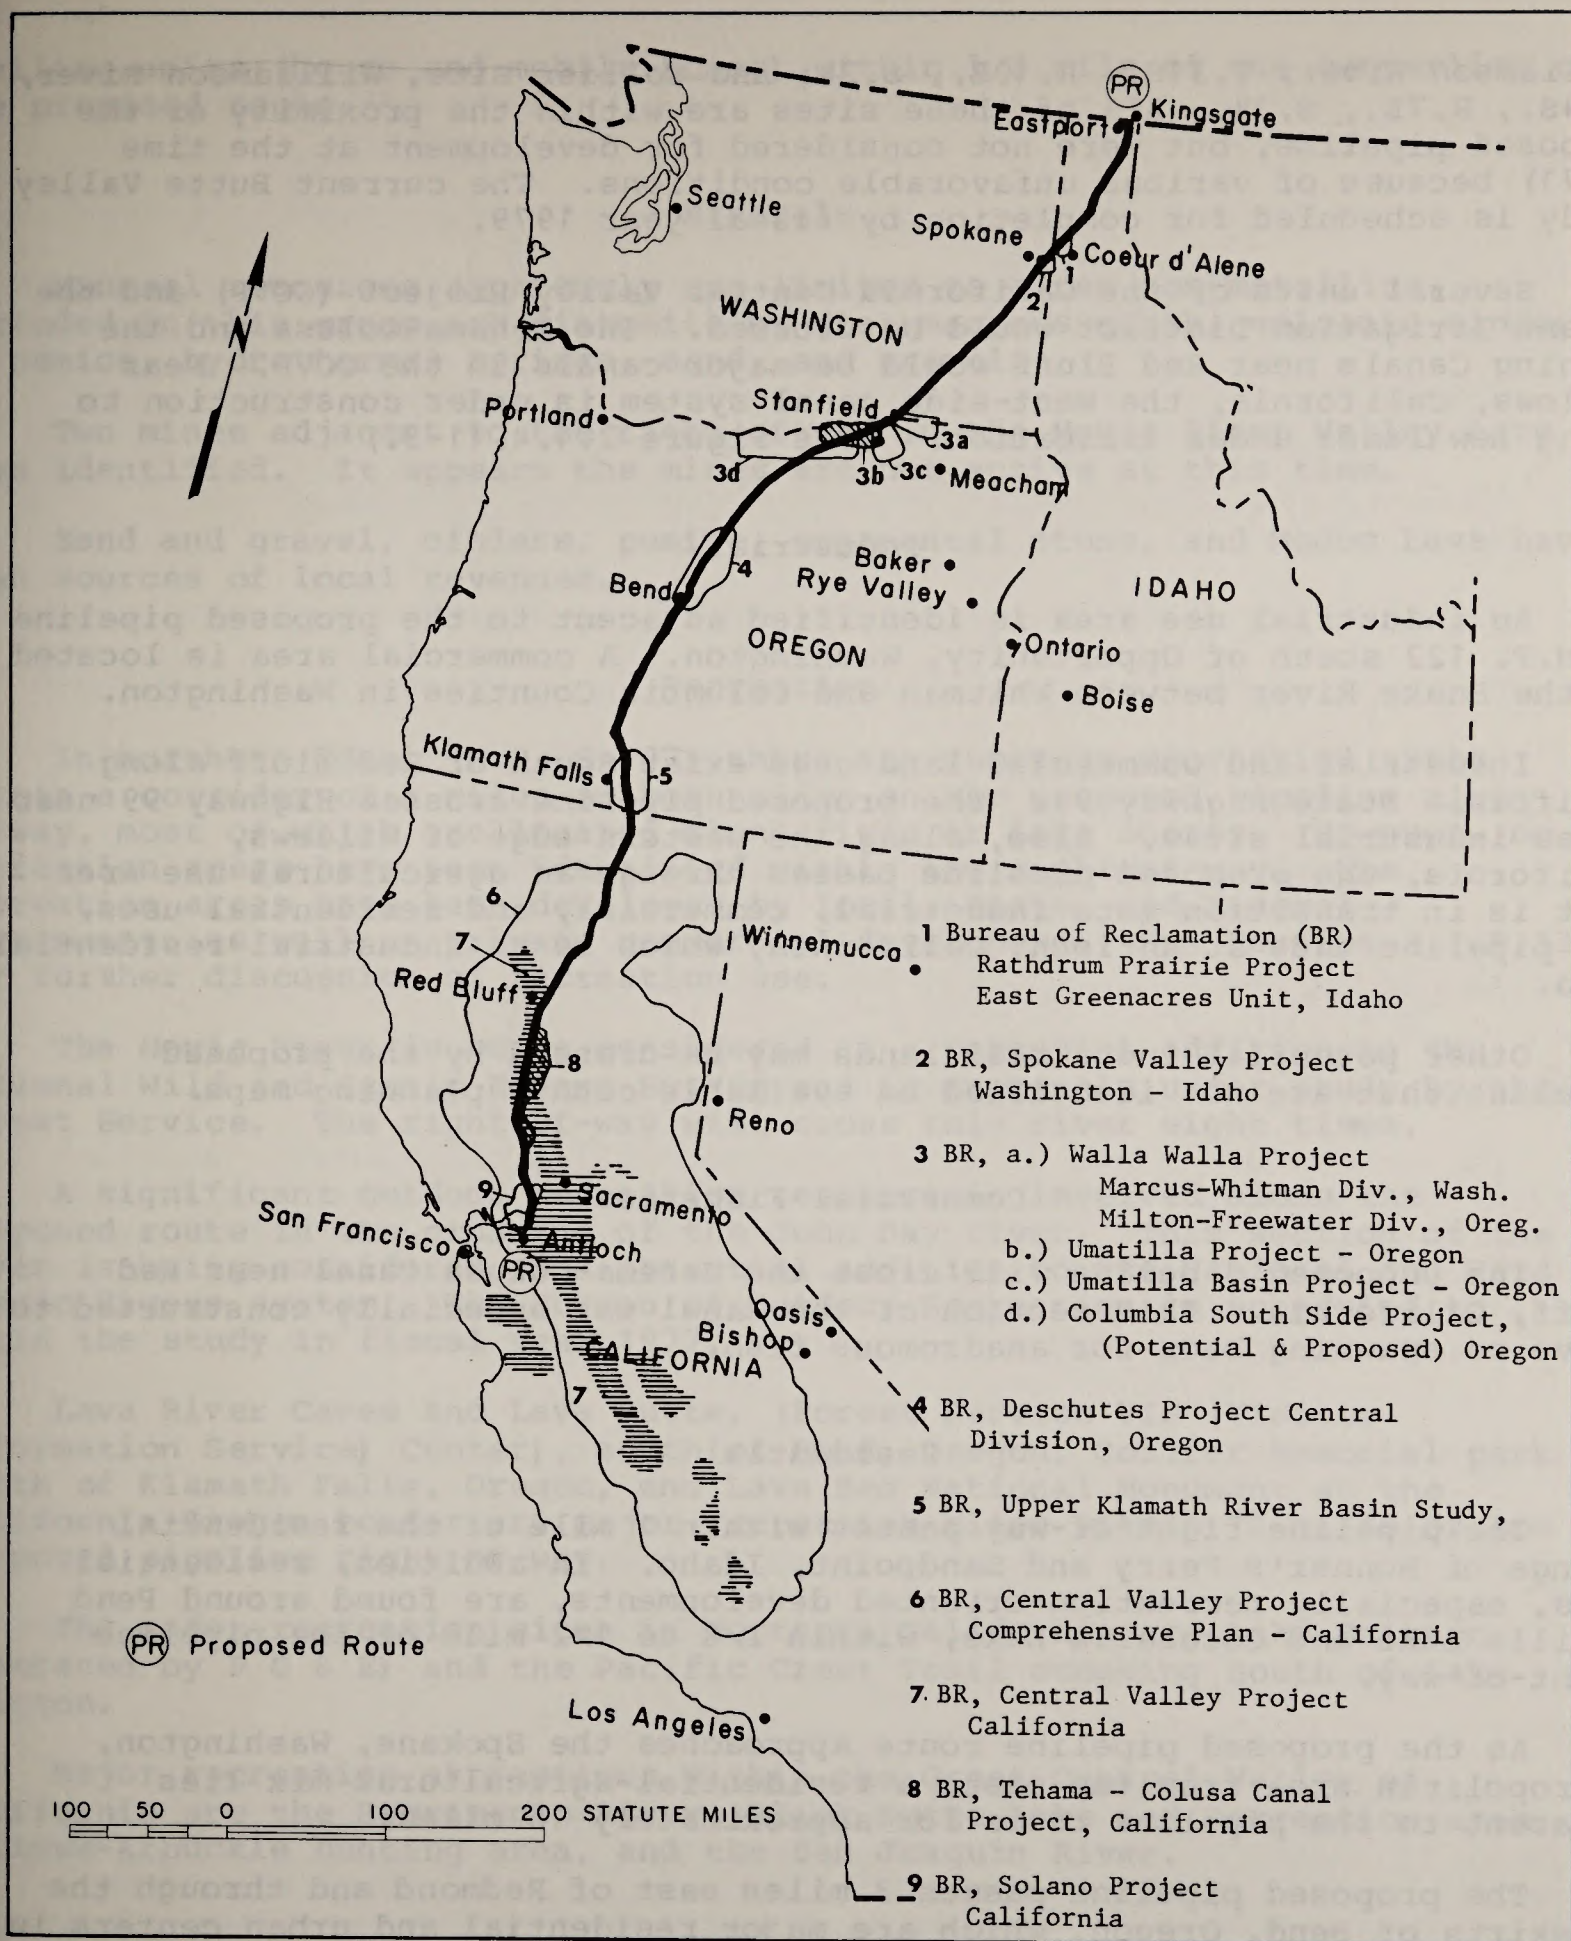 PR
Kingsgate
Eastport
Seattle
Spokane
Coeur d'Alene
1
2
N
WASHINGTON
Stanfield
Portland
3a
3d
3b
3c
Meacham
4
Baker
Bend
Rye Valley
IDAHO
OREGON
Ontario
Boise
Klamath Falls
5
6
7
Winnemucca
Red Bluff
8
Reno
9
Sacramento
San Francisco
Antioch
PR
Oasis
Bishop
CALIFORNIA
7
1 Bureau of Reclamation (BR)
Rathdrum Prairie Project
East Greenacres Unit, Idaho
2 BR, Spokane Valley Project
Washington - Idaho
3 BR, a.) Walla Walla Project
Marcus-Whitman Div., Wash.
Milton-Freewater Div., Oreg.
b.) Umatilla Project - Oregon
c.) Umatilla Basin Project - Oregon
d.) Columbia South Side Project,
(Potential & Proposed) Oregon
4 BR, Deschutes Project Central
Division, Oregon
5 BR, Upper Klamath River Basin Study,
6 BR, Central Valley Project
Comprehensive Plan - California
7. BR, Central Valley Project
California
8 BR, Tehama - Colusa Canal
Project, California
9 BR, Solano Project
California
PR Proposed Route
Los Angeles
100 50 0 100 200 STATUTE MILES